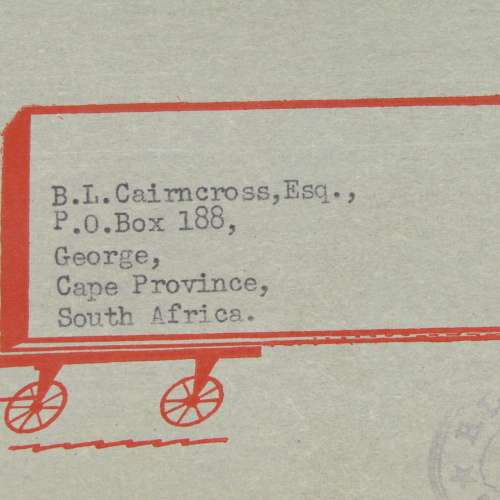 B.L.Cairncross,Esq.,
P.O.Box 188,
George,
Cape Province,
South Africa.